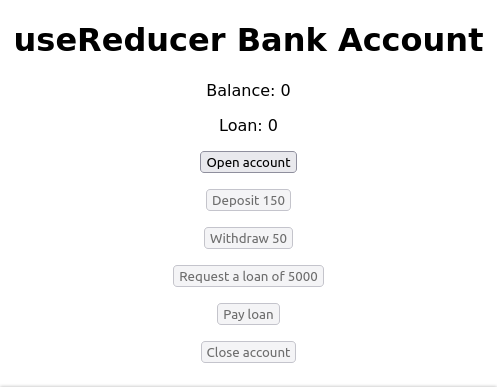 useReducer Bank Account
Balance: 0
Loan: 0
Open account
Deposit 150
Withdraw 50
Request a loan of 5000
Pay loan
Close account